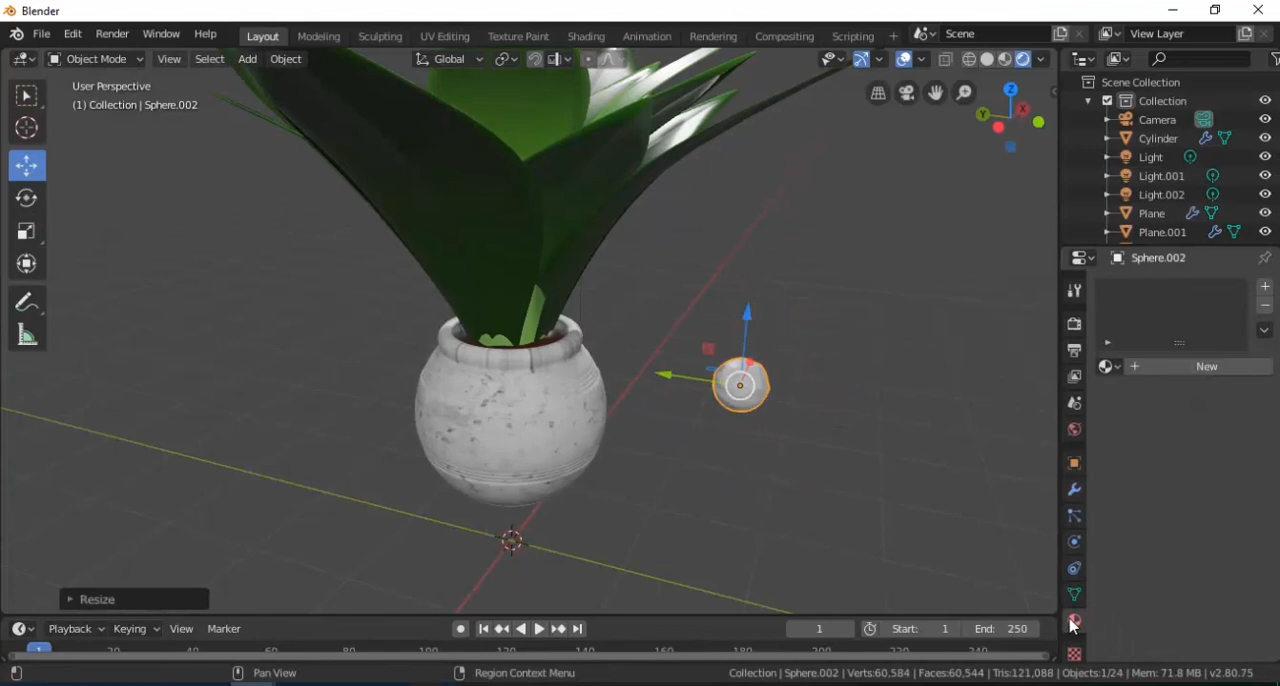 Blender
File Edit Render Window Help Layout Modeling Sculpting UV Editing Texture Paint Shading Animation Rendering Compositing Scripting + Scene View Layer
Object Mode View Select Add Object Global
User Perspective
(1) Collection | Sphere.002
Z
X
Y
Scene Collection
Collection
Camera
Cylinder
Light
Light.001
Light.002
Plane
Plane.001
Sphere.002
New
Resize
Playback Keying View Marker 1 Start: 1 End: 250
1
Pan View Region Context Menu Collection | Sphere.002 | Verts:60,584 | Faces:60,544 | Tris:121,088 | Objects:1/24 | Mem: 71.8 MB | v2.80.75